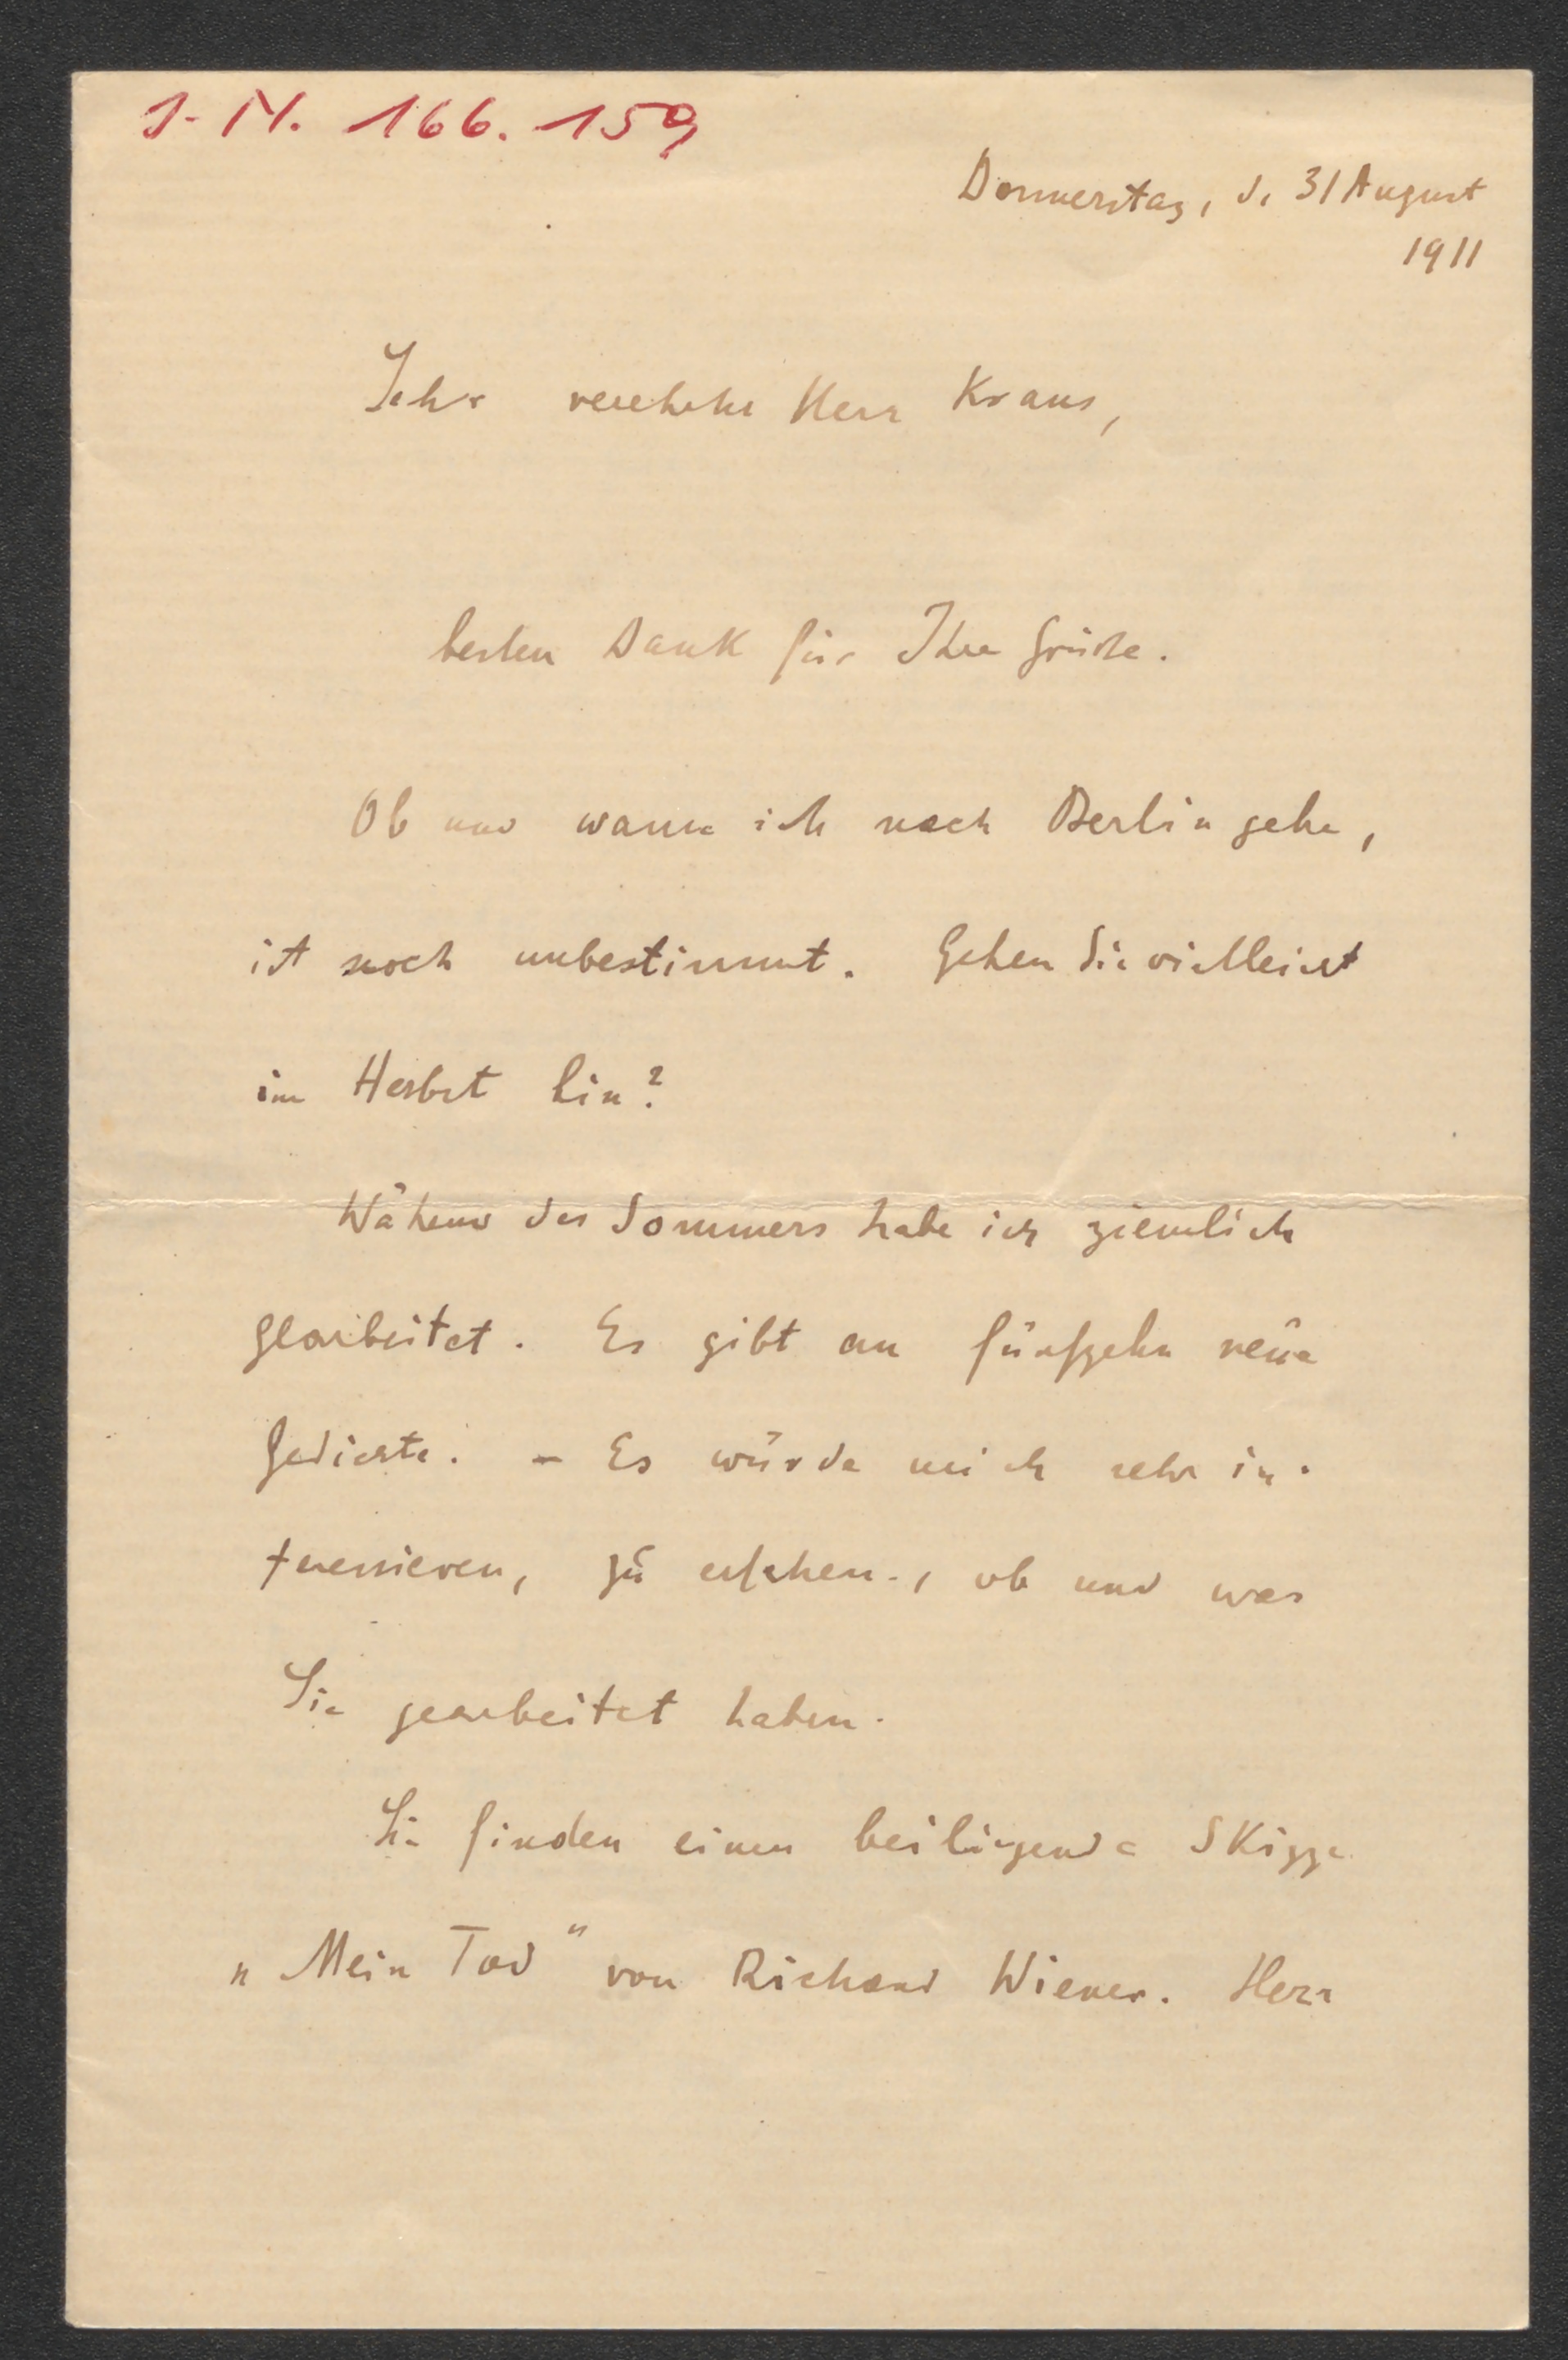 J. N. 166.159
Donnerstag, d. 31 August
1911
Sehr verehrter Herr Kraus,
besten Dank für Ihre Grüsse.
Ob und wann ich nach Berlin gehe,
ist noch unbestimmt. Gehen Sie vielleicht
im Herbst hin?
Während des Sommers habe ich ziemlich
gearbeitet. Es gibt an fünfzehn neue
Gedichte. – Es würde mich sehr in-
teressieren, zu erfahren, ob und was
Sie gearbeitet haben.
Sie finden einen beiliegende Skizze
„Mein Tod" von Richard Wiener. Herr